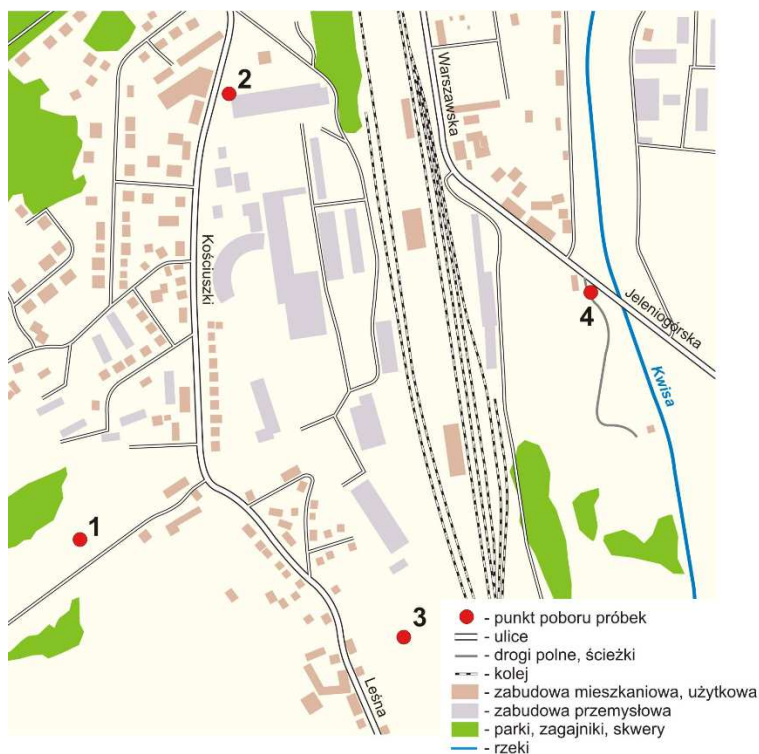 2
Warszawska
Kościuszki
4
Jeleniogórska
Kwisa
1
3
Leśna
- punkt poboru próbek
- ulice
- drogi polne, ścieżki
- kolej
- zabudowa mieszkaniowa, użytkowa
- zabudowa przemysłowa
- parki, zagajniki, skwery
- rzeki